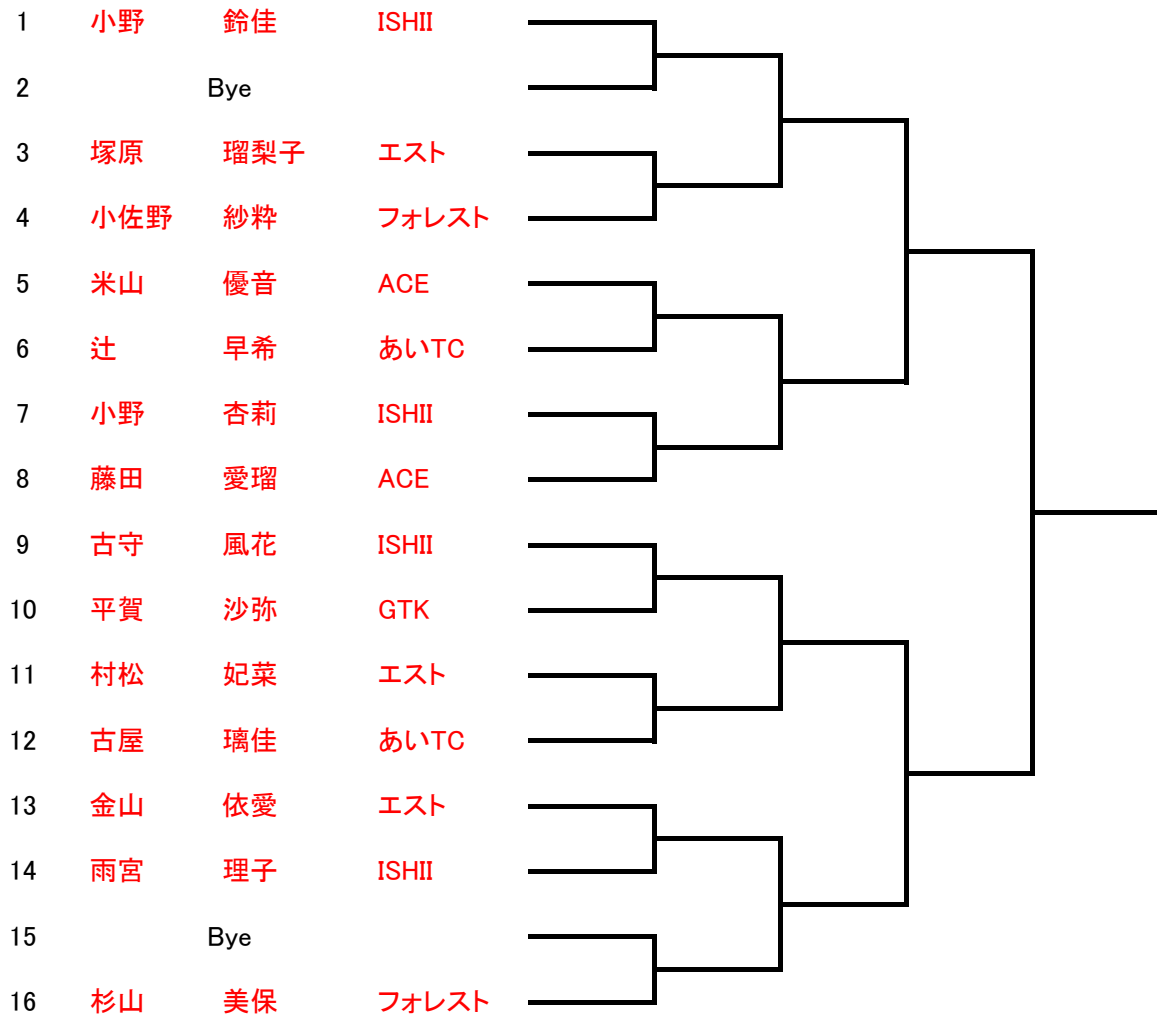 1 小野 鈴佳 ISHII
2 Bye
3 塚原 瑠梨子 エスト
4 小佐野 紗粋 フォレスト
5 米山 優音 ACE
6 辻 早希 あいTC
7 小野 杏莉 ISHII
8 藤田 愛瑠 ACE
9 古守 風花 ISHII
10 平賀 沙弥 GTK
11 村松 妃菜 エスト
12 古屋 璃佳 あいTC
13 金山 依愛 エスト
14 雨宮 理子 ISHII
15 Bye
16 杉山 美保 フォレスト